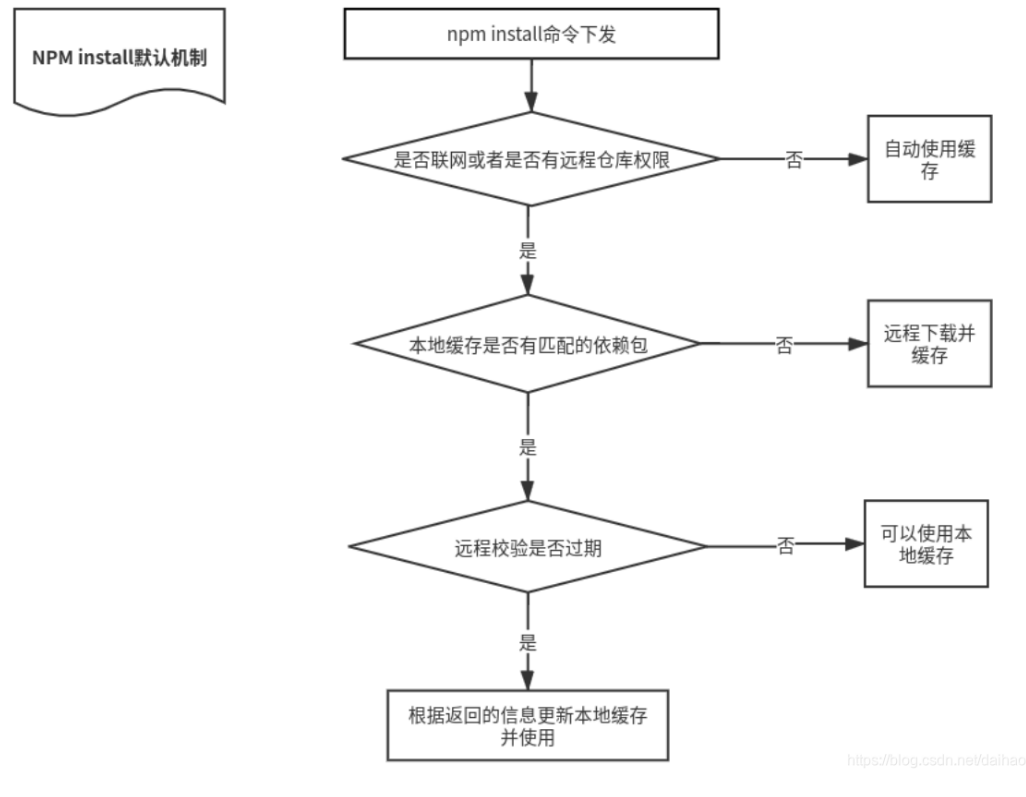 NPM install默认机制
npm install命令下发
是否联网或者是否有远程仓库权限
否
自动使用缓
存
是
本地缓存是否有匹配的依赖包
否
远程下载并
缓存
是
远程校验是否过期
否
可以使用本
地缓存
是
根据返回的信息更新本地缓存
并使用
https://blog.csdn.net/daihao